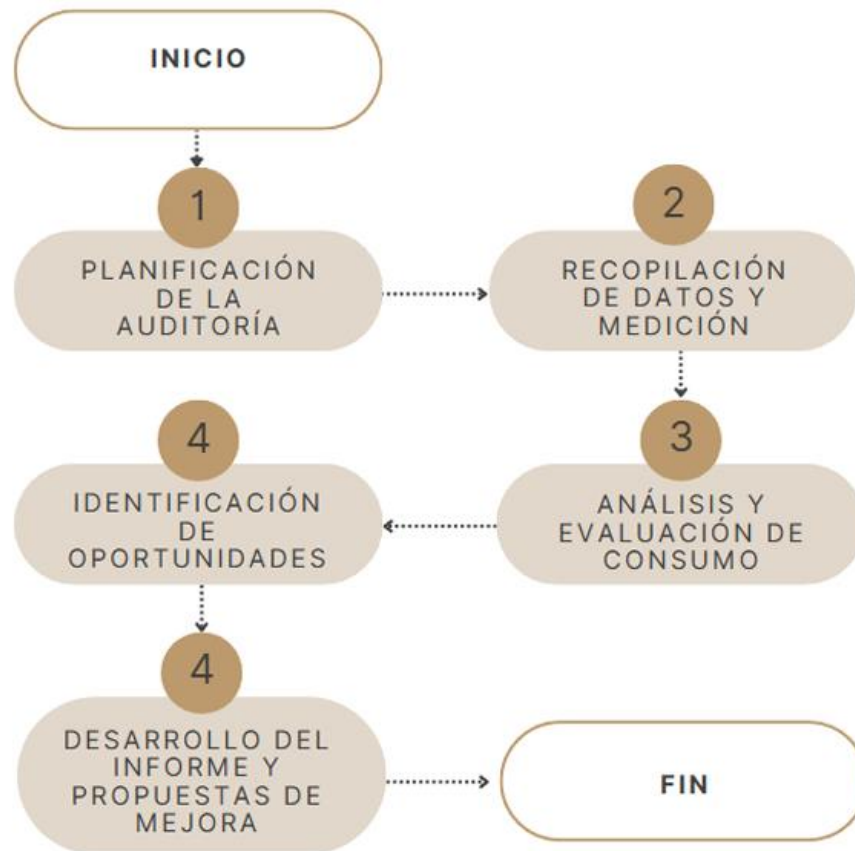 INICIO
1
PLANIFICACIÓN
DE LA
AUDITORÍA
2
RECOPILACIÓN
DE DATOS Y
MEDICIÓN
3
ANÁLISIS Y
EVALUACIÓN DE
CONSUMO
4
IDENTIFICACIÓN
DE
OPORTUNIDADES
4
DESARROLLO DEL
INFORME Y
PROPUESTAS DE
MEJORA
FIN